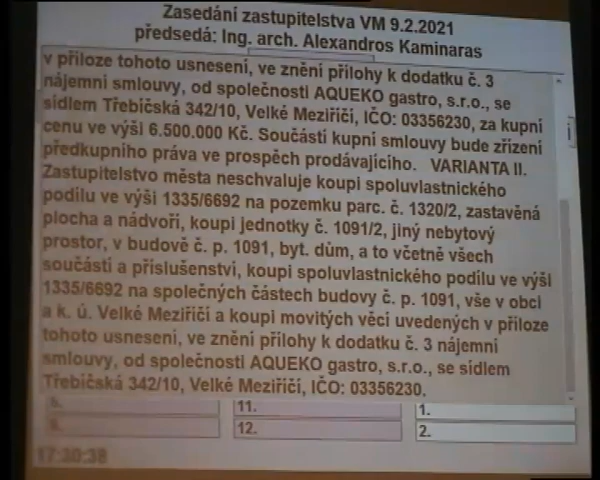 Zasedání zastupitelstva VM 9.2.2021
předsedá: Ing. arch. Alexandros Kaminaras
v příloze tohoto usnesení, ve znění přílohy k dodatku č. 3
nájemní smlouvy, od společnosti AQUEKO gastro, s.r.o., se
sídlem Třebíčská 342/10, Velké Meziříčí, IČO: 03356230, za kupní
cenu ve výši 6.500.000 Kč. Součástí kupní smlouvy bude zřízení
předkupního práva ve prospěch prodávajícího. VARIANTA II.
Zastupitelstvo města neschvaluje koupi spoluvlastnického
podílu ve výši 1335/6692 na pozemku parc. č. 1320/2, zastavěná
plocha a nádvoří, koupi jednotky č. 1091/2, jiný nebytový
prostor, v budově č. p. 1091, byt. dům, a to včetně všech
součástí a příslušenství, koupi spoluvlastnického podílu ve výši
1335/6692 na společných částech budovy č. p. 1091, vše v obci
a k. ú. Velké Meziříčí a koupi movitých věcí uvedených v příloze
tohoto usnesení, ve znění přílohy k dodatku č. 3 nájemní
smlouvy, od společnosti AQUEKO gastro, s.r.o., se sídlem
Třebíčská 342/10, Velké Meziříčí, IČO: 03356230.
11. 1.
12. 2.
17:30:38